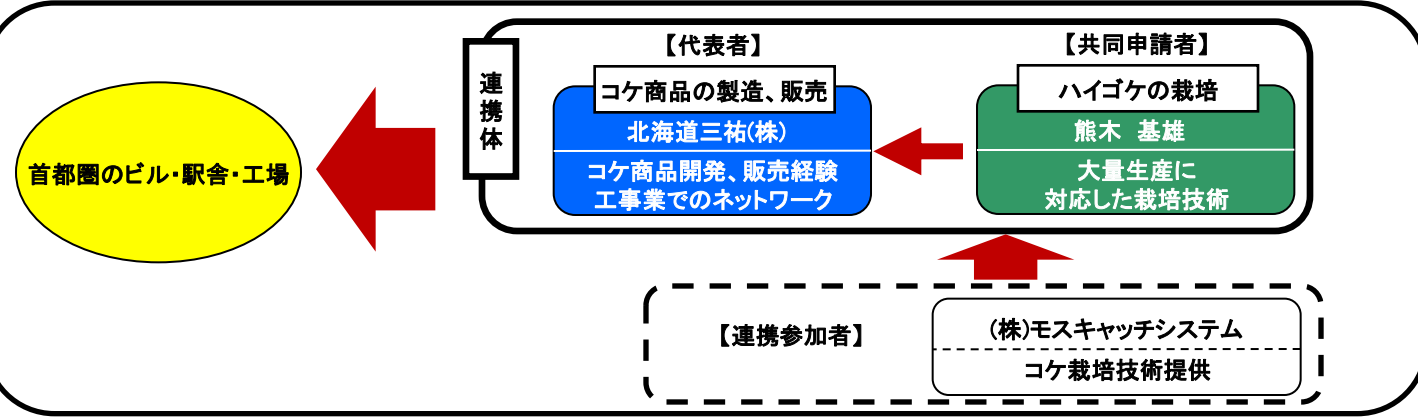 連携体
【代表者】
コケ商品の製造、販売
北海道三祐(株)
コケ商品開発、販売経験
工事業でのネットワーク
【共同申請者】
ハイゴケの栽培
熊木　基雄
大量生産に
対応した栽培技術
首都圏のビル・駅舎・工場
【連携参加者】
(株)モスキャッチシステム
コケ栽培技術提供